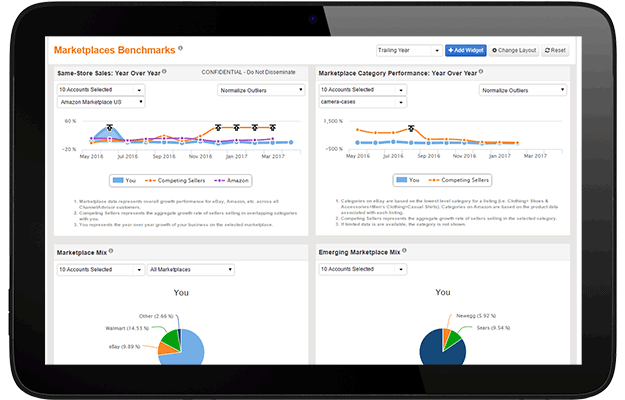 Marketplaces Benchmarks
Trailing Year
+ Add Widget
Change Layout
Reset
Same-Store Sales: Year Over Year
CONFIDENTIAL - Do Not Disseminate
10 Accounts Selected
Normalize Outliers
Amazon Marketplace US
60 %
-20 %
May 2016 Jul 2016 Sep 2016 Nov 2016 Jan 2017 Mar 2017
You Competing Sellers Amazon
1. Marketplace data represents overall growth performance for eBay, Amazon, etc. across all
ChannelAdvisor customers.
2. Competing Sellers represents the aggregate growth rate of sellers selling in overlapping categories
with you.
3. You represents the year over year growth of your business on the selected marketplace.
Marketplace Category Performance: Year Over Year
10 Accounts Selected
Normalize Outliers
camera-cases
1,500 %
-500 %
May 2016 Jul 2016 Sep 2016 Nov 2016 Jan 2017 Mar 2017
You Competing Sellers
1. Categories on eBay are based on the lowest level category for a listing (i.e. Clothing> Shoes &
Accessories>Men's Clothing>Casual Shirts). Categories on Amazon are based on the product data
associated with each listing.
2. Competing Sellers represents the aggregate growth rate of sellers in the selected category.
3. If limited data is available, the category is not shown.
Marketplace Mix
10 Accounts Selected
All Marketplaces
You
Other (2.66 %)
Walmart (14.53 %)
eBay (9.89 %)
Emerging Marketplace Mix
10 Accounts Selected
You
Newegg (5.92 %)
Sears (9.54 %)